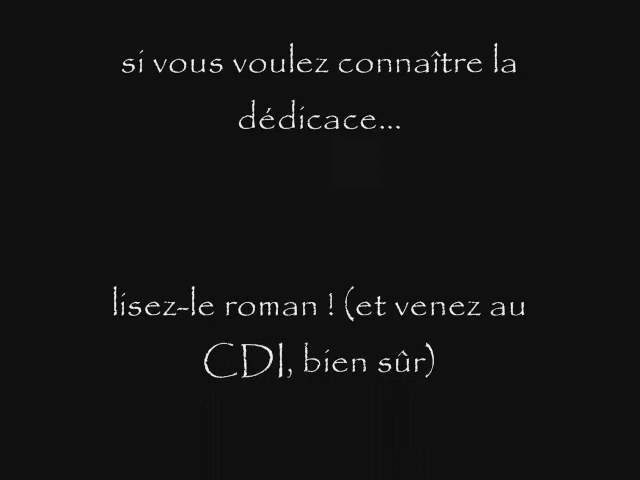 si vous voulez connaître la
dédicace...
lisez-le roman ! (et venez au
CDI, bien sûr)